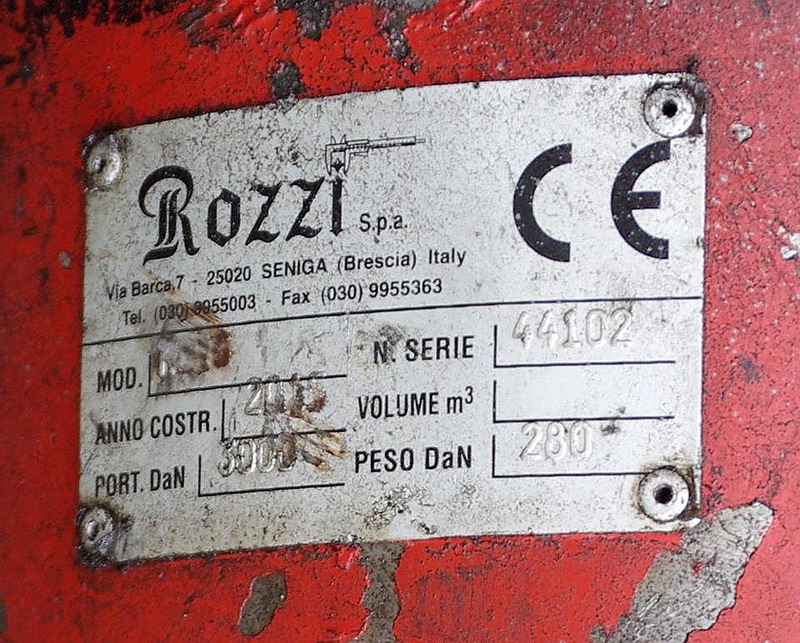 Rozzi S.p.a.
CE
Via Barca,7 - 25020 SENIGA (Brescia) Italy
Tel. (030) 9955003 - Fax (030) 9955363
MOD.
N. SERIE 44102
ANNO COSTR.
VOLUME m³
PORT. DaN 3000
PESO DaN 280